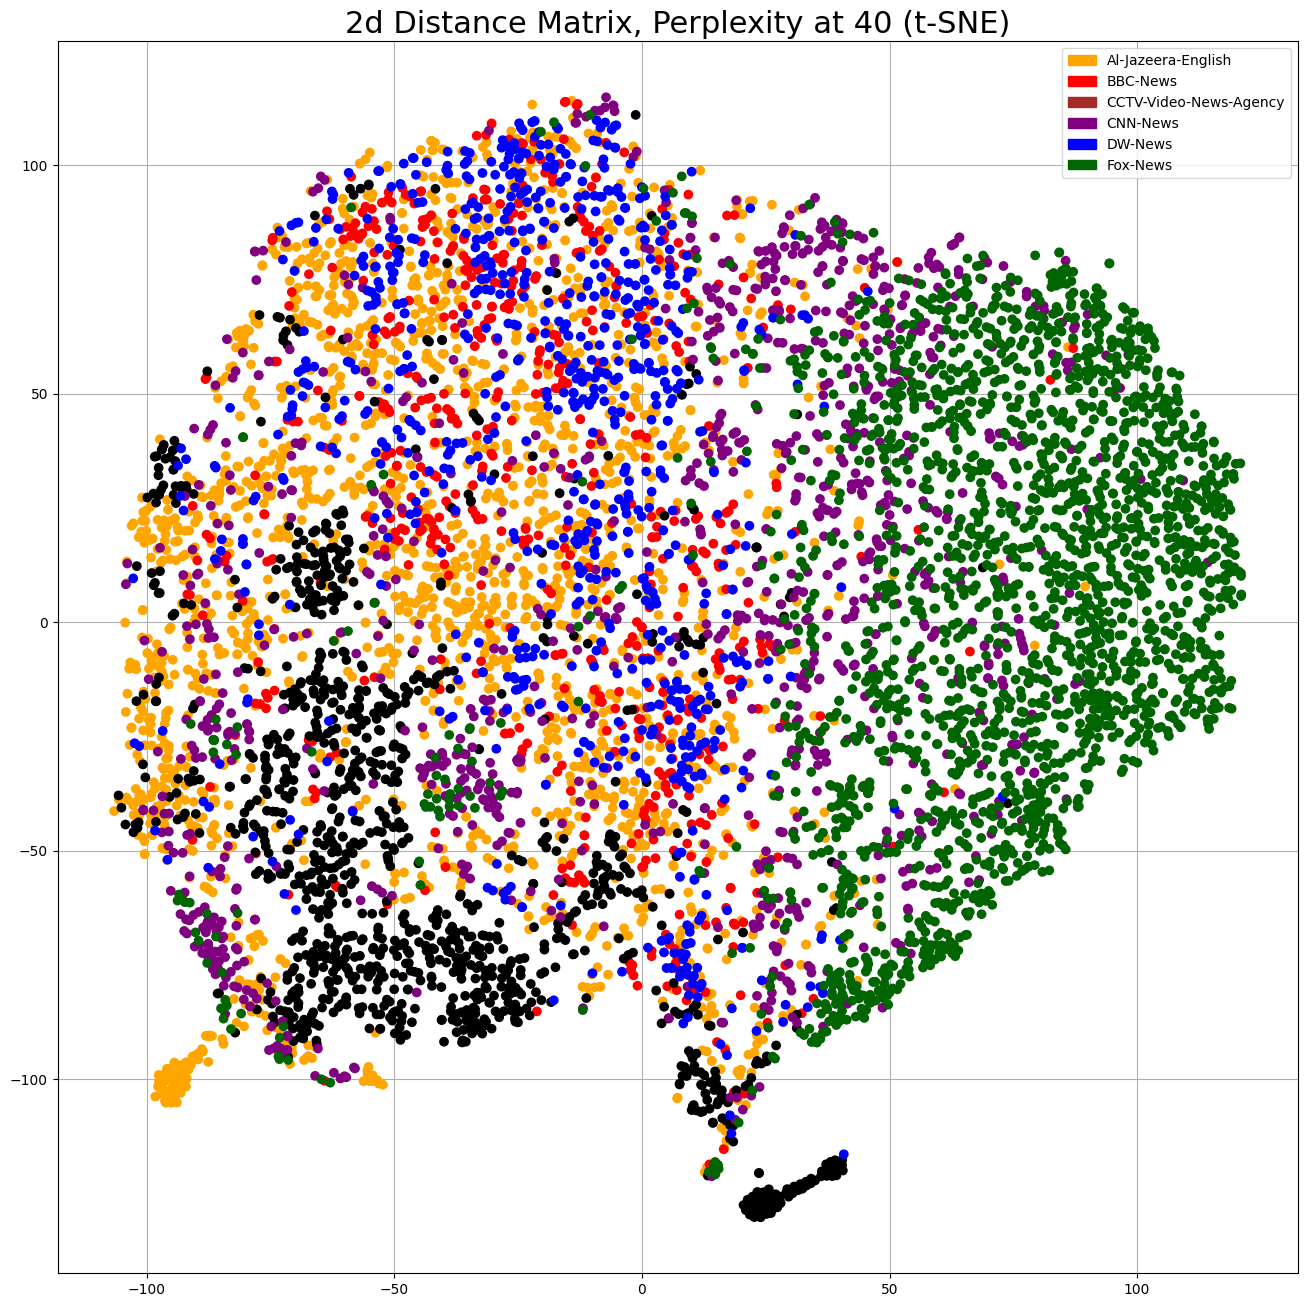 2d Distance Matrix, Perplexity at 40 (t-SNE)
Al-Jazeera-English
BBC-News
CCTV-Video-News-Agency
CNN-News
DW-News
Fox-News
100
50
0
−50
−100
−100
−50
0
50
100